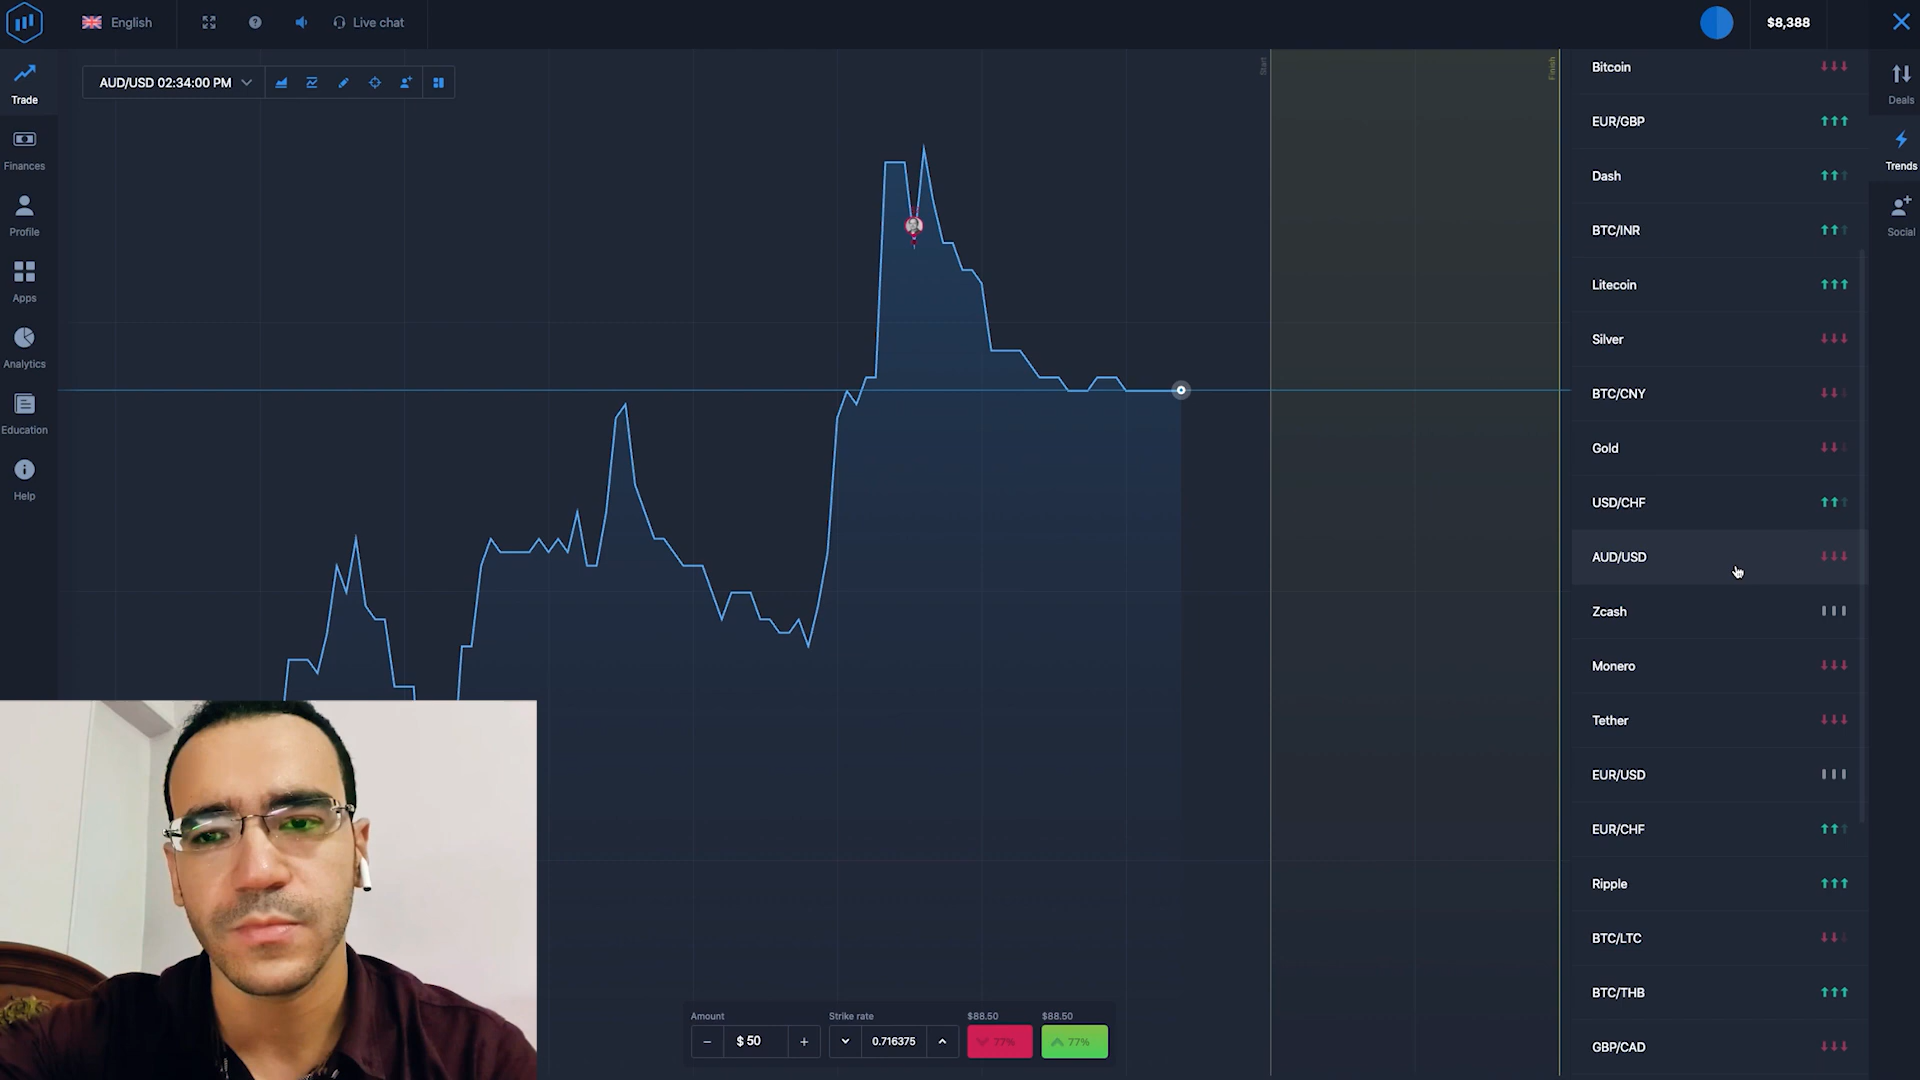 English
Live chat
$8,388
Trade
Finances
Profile
Apps
Analytics
Education
Help
AUD/USD 02:34:00 PM
Start
Finish
Bitcoin
EUR/GBP
Dash
BTC/INR
Litecoin
Silver
BTC/CNY
Gold
USD/CHF
AUD/USD
Zcash
Monero
Tether
EUR/USD
EUR/CHF
Ripple
BTC/LTC
BTC/THB
GBP/CAD
Deals
Trends
Social
Amount
Strike rate
$88.50
$88.50
− $ 50 +
0.716375
77%
77%